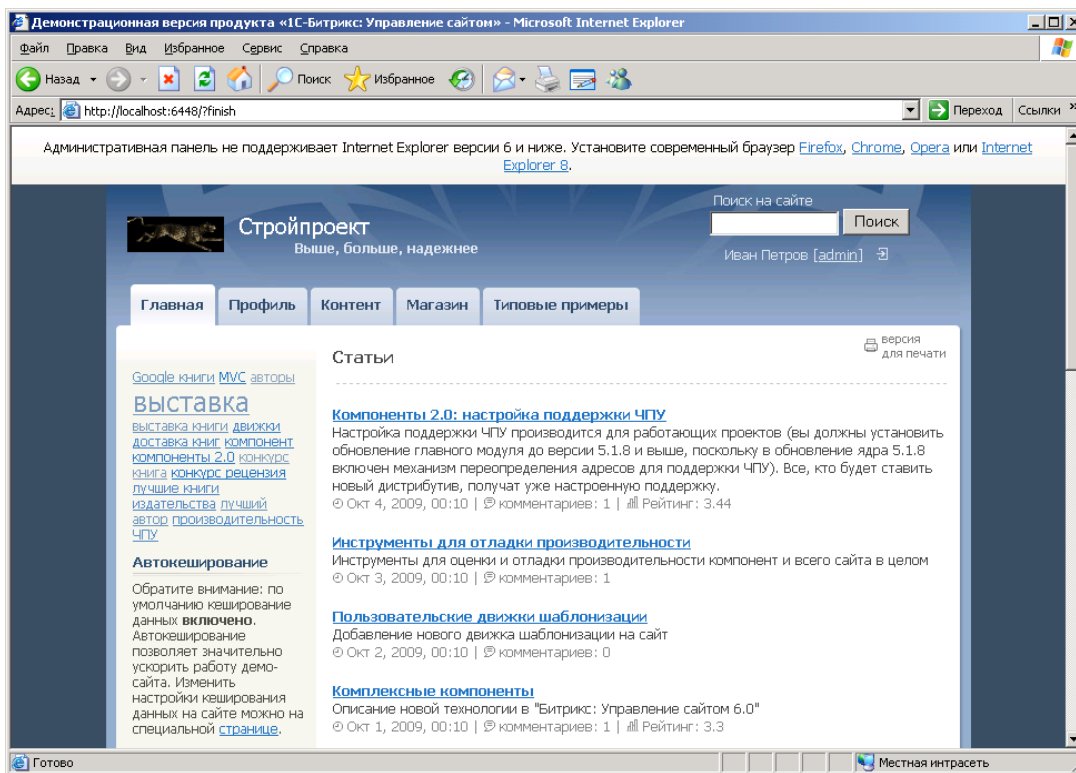 Демонстрационная версия продукта «1С-Битрикс: Управление сайтом» - Microsoft Internet Explorer
Файл Правка Вид Избранное Сервис Справка
Назад Поиск Избранное
Адрес: http://localhost:6448/?finish Переход Ссылки »
Административная панель не поддерживает Internet Explorer версии 6 и ниже. Установите современный браузер Firefox, Chrome, Opera или Internet
Explorer 8.
Стройпроект
Выше, больше, надежнее
Поиск на сайте
Поиск
Иван Петров [admin]
Главная Профиль Контент Магазин Типовые примеры
Google книги MVC авторы
выставка
выставка книги движки
доставка книг компонент
компоненты 2.0 конкурс
книга конкурс рецензия
лучшие книги
издательства лучший
автор производительность
ЧПУ
Автокеширование
Обратите внимание: по
умолчанию кеширование
данных включено.
Автокеширование
позволяет значительно
ускорить работу демо-
сайта. Изменить
настройки кеширования
данных на сайте можно на
специальной странице.
Статьи
версия
для печати
Компоненты 2.0: настройка поддержки ЧПУ
Настройка поддержки ЧПУ производится для работающих проектов (вы должны установить
обновление главного модуля до версии 5.1.8 и выше, поскольку в обновление ядра 5.1.8
включен механизм переопределения адресов для поддержки ЧПУ). Все, кто будет ставить
новый дистрибутив, получат уже настроенную поддержку.
Окт 4, 2009, 00:10 | комментариев: 1 | Рейтинг: 3.44
Инструменты для отладки производительности
Инструменты для оценки и отладки производительности компонент и всего сайта в целом
Окт 3, 2009, 00:10 | комментариев: 1
Пользовательские движки шаблонизации
Добавление нового движка шаблонизации на сайт
Окт 2, 2009, 00:10 | комментариев: 0
Комплексные компоненты
Описание новой технологии в "Битрикс: Управление сайтом 6.0"
Окт 1, 2009, 00:10 | комментариев: 1 | Рейтинг: 3.3
Готово Местная интрасеть